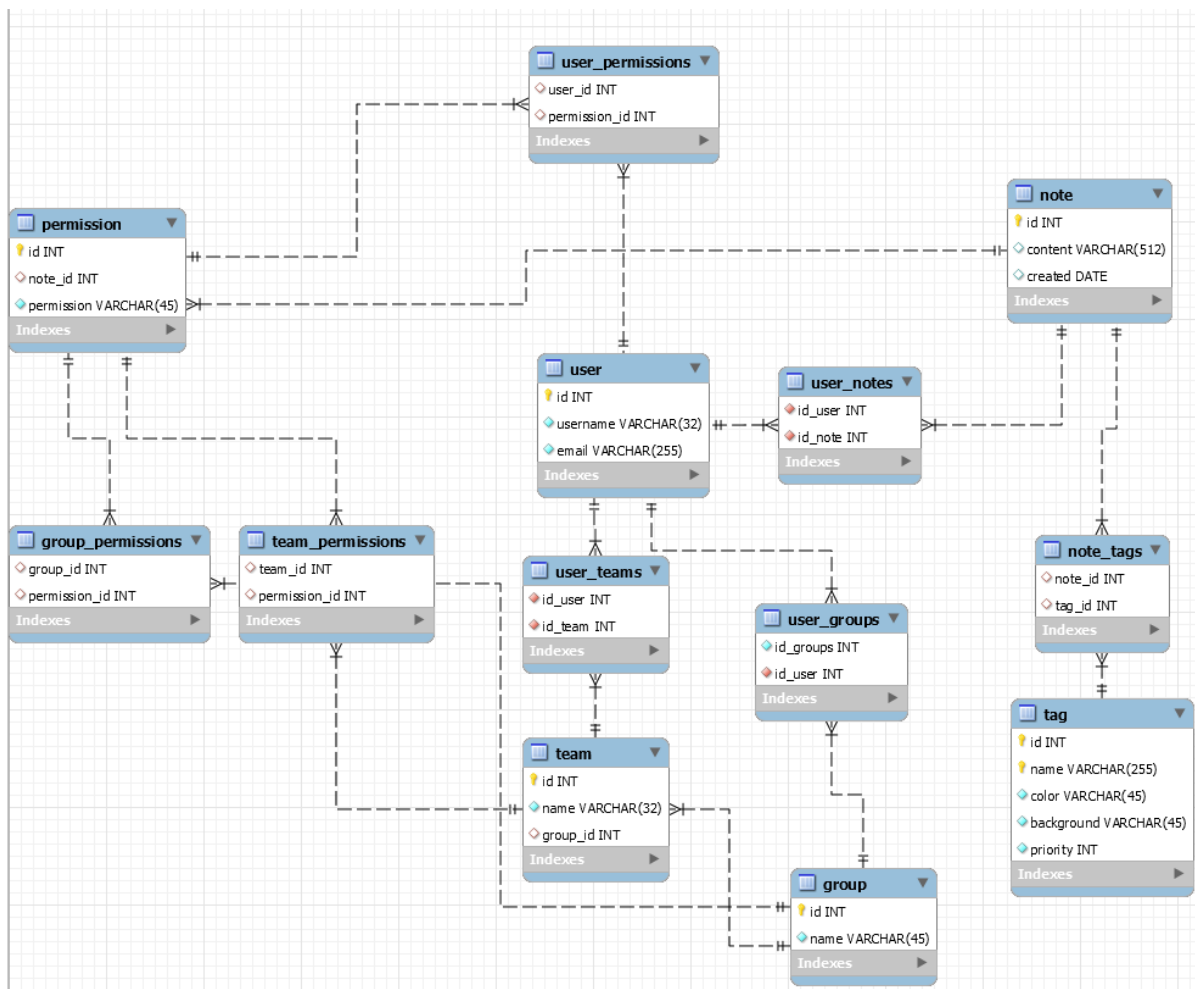 user_permissions
user_id INT
permission_id INT
Indexes
permission
id INT
note_id INT
permission VARCHAR(45)
Indexes
note
id INT
content VARCHAR(512)
created DATE
Indexes
user
id INT
username VARCHAR(32)
email VARCHAR(255)
Indexes
user_notes
id_user INT
id_note INT
Indexes
group_permissions
group_id INT
permission_id INT
Indexes
team_permissions
team_id INT
permission_id INT
Indexes
user_teams
id_user INT
id_team INT
Indexes
user_groups
id_groups INT
id_user INT
Indexes
note_tags
note_id INT
tag_id INT
Indexes
team
id INT
name VARCHAR(32)
group_id INT
Indexes
tag
id INT
name VARCHAR(255)
color VARCHAR(45)
background VARCHAR(45)
priority INT
Indexes
group
id INT
name VARCHAR(45)
Indexes